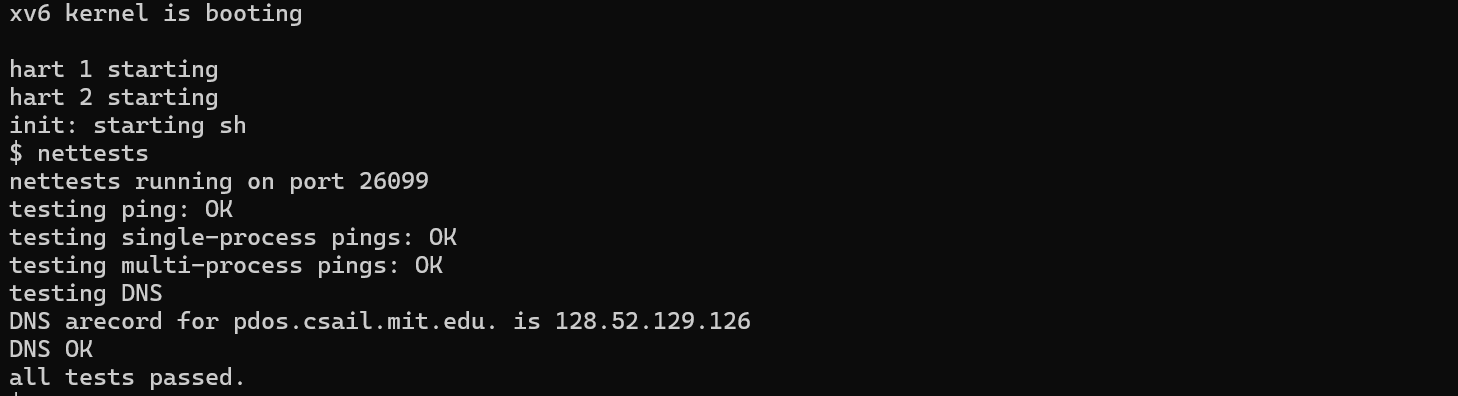 xv6 kernel is booting
hart 1 starting
hart 2 starting
init: starting sh
$ nettests
nettests running on port 26099
testing ping: OK
testing single-process pings: OK
testing multi-process pings: OK
testing DNS
DNS arecord for pdos.csail.mit.edu. is 128.52.129.126
DNS OK
all tests passed.
$